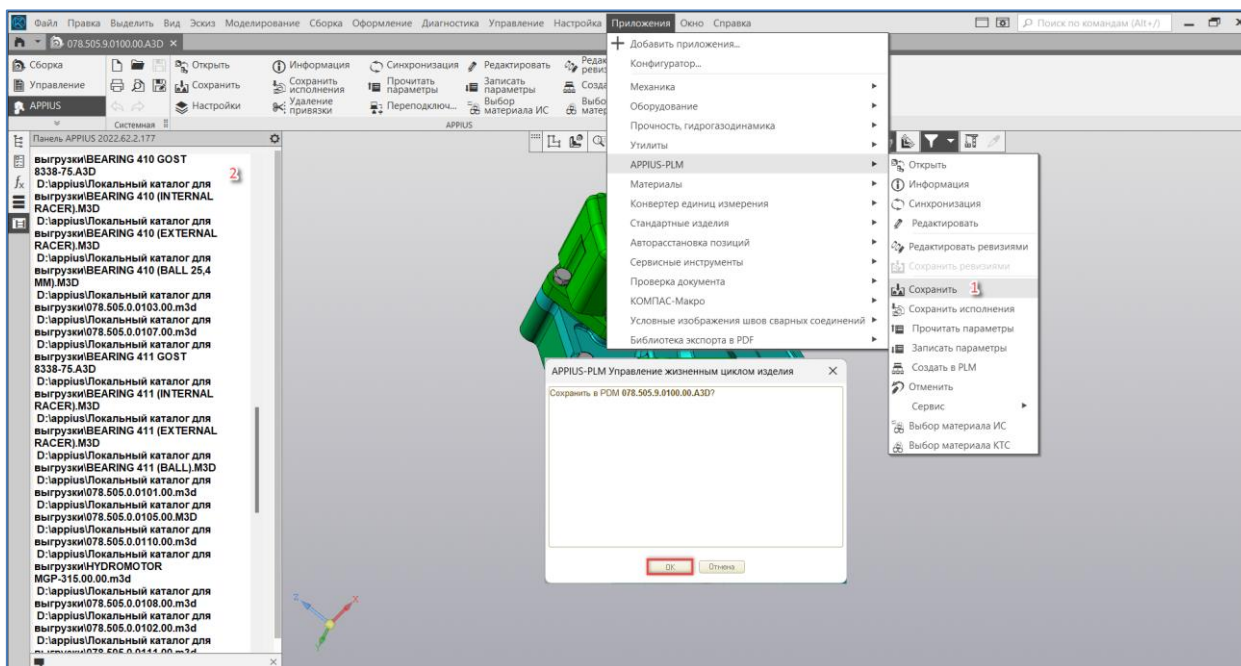 Файл Правка Выделить Вид Эскиз Моделирование Сборка Оформление Диагностика Управление Настройка Приложения Окно Справка
Поиск по командам (Alt+/)
078.505.9.0100.00.A3D
Сборка
Управление
APPIUS
Системная
Открыть
Сохранить
Настройки
Информация
Сохранить исполнения
Удаление привязки
Синхронизация
Прочитать параметры
Переподключ...
Редактировать
Записать параметры
Выбор материала ИС
APPIUS
Панель APPIUS 2022.62.2.177
2
выгрузки\BEARING 410 GOST
8338-75.A3D
D:\appius\Локальный каталог для
выгрузки\BEARING 410 (INTERNAL
RACER).M3D
D:\appius\Локальный каталог для
выгрузки\BEARING 410 (EXTERNAL
RACER).M3D
D:\appius\Локальный каталог для
выгрузки\BEARING 410 (BALL 25,4
MM).M3D
D:\appius\Локальный каталог для
выгрузки\078.505.0.0103.00.m3d
D:\appius\Локальный каталог для
выгрузки\078.505.0.0107.00.m3d
D:\appius\Локальный каталог для
выгрузки\BEARING 411 GOST
8338-75.A3D
D:\appius\Локальный каталог для
выгрузки\BEARING 411 (INTERNAL
RACER).M3D
D:\appius\Локальный каталог для
выгрузки\BEARING 411 (EXTERNAL
RACER).M3D
D:\appius\Локальный каталог для
выгрузки\BEARING 411 (BALL).M3D
D:\appius\Локальный каталог для
выгрузки\078.505.0.0101.00.m3d
D:\appius\Локальный каталог для
выгрузки\078.505.0.0105.00.M3D
D:\appius\Локальный каталог для
выгрузки\078.505.0.0110.00.m3d
D:\appius\Локальный каталог для
выгрузки\HYDROMOTOR
MGP-315.00.00.m3d
D:\appius\Локальный каталог для
выгрузки\078.505.0.0108.00.m3d
D:\appius\Локальный каталог для
выгрузки\078.505.0.0102.00.m3d
D:\appius\Локальный каталог для
Добавить приложения...
Конфигуратор...
Механика
Оборудование
Прочность, гидрогазодинамика
Утилиты
APPIUS-PLM
Материалы
Конвертер единиц измерения
Стандартные изделия
Авторасстановка позиций
Сервисные инструменты
Проверка документа
КОМПАС-Макро
Условные изображения швов сварных соединений
Библиотека экспорта в PDF
Открыть
Информация
Синхронизация
Редактировать
Редактировать ревизиями
Сохранить ревизиями
Сохранить 1
Сохранить исполнения
Прочитать параметры
Записать параметры
Создать в PLM
Отменить
Сервис
Выбор материала ИС
Выбор материала КТС
APPIUS-PLM Управление жизненным циклом изделия
Сохранить в PDM 078.505.9.0100.00.A3D?
OK Отмена
Z X Y